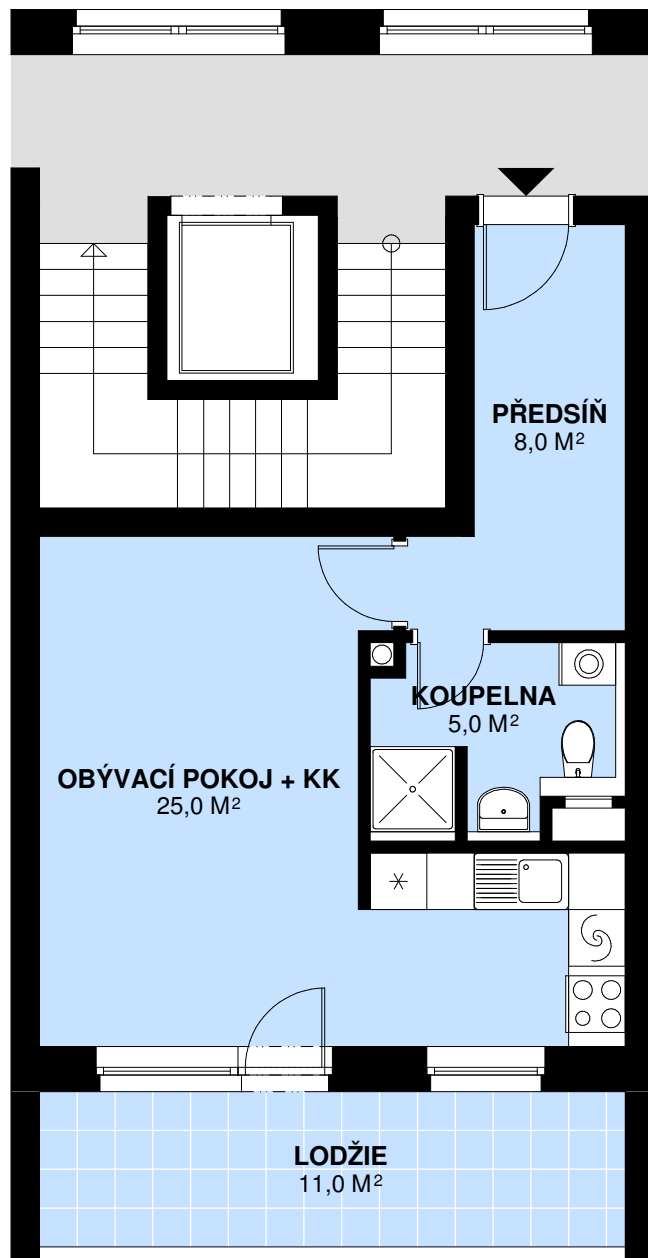 PŘEDSÍŇ
8,0 M²
KOUPELNA
5,0 M²
OBÝVACÍ POKOJ + KK
25,0 M²
LODŽIE
11,0 M²